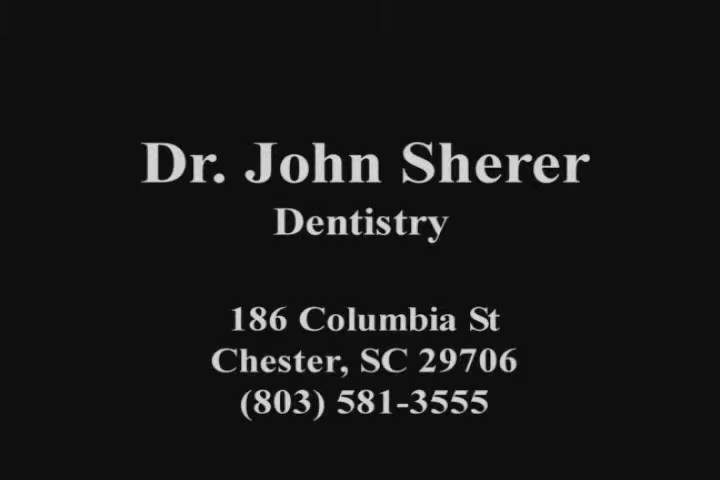 Dr. John Sherer
Dentistry
186 Columbia St
Chester, SC 29706
(803) 581-3555